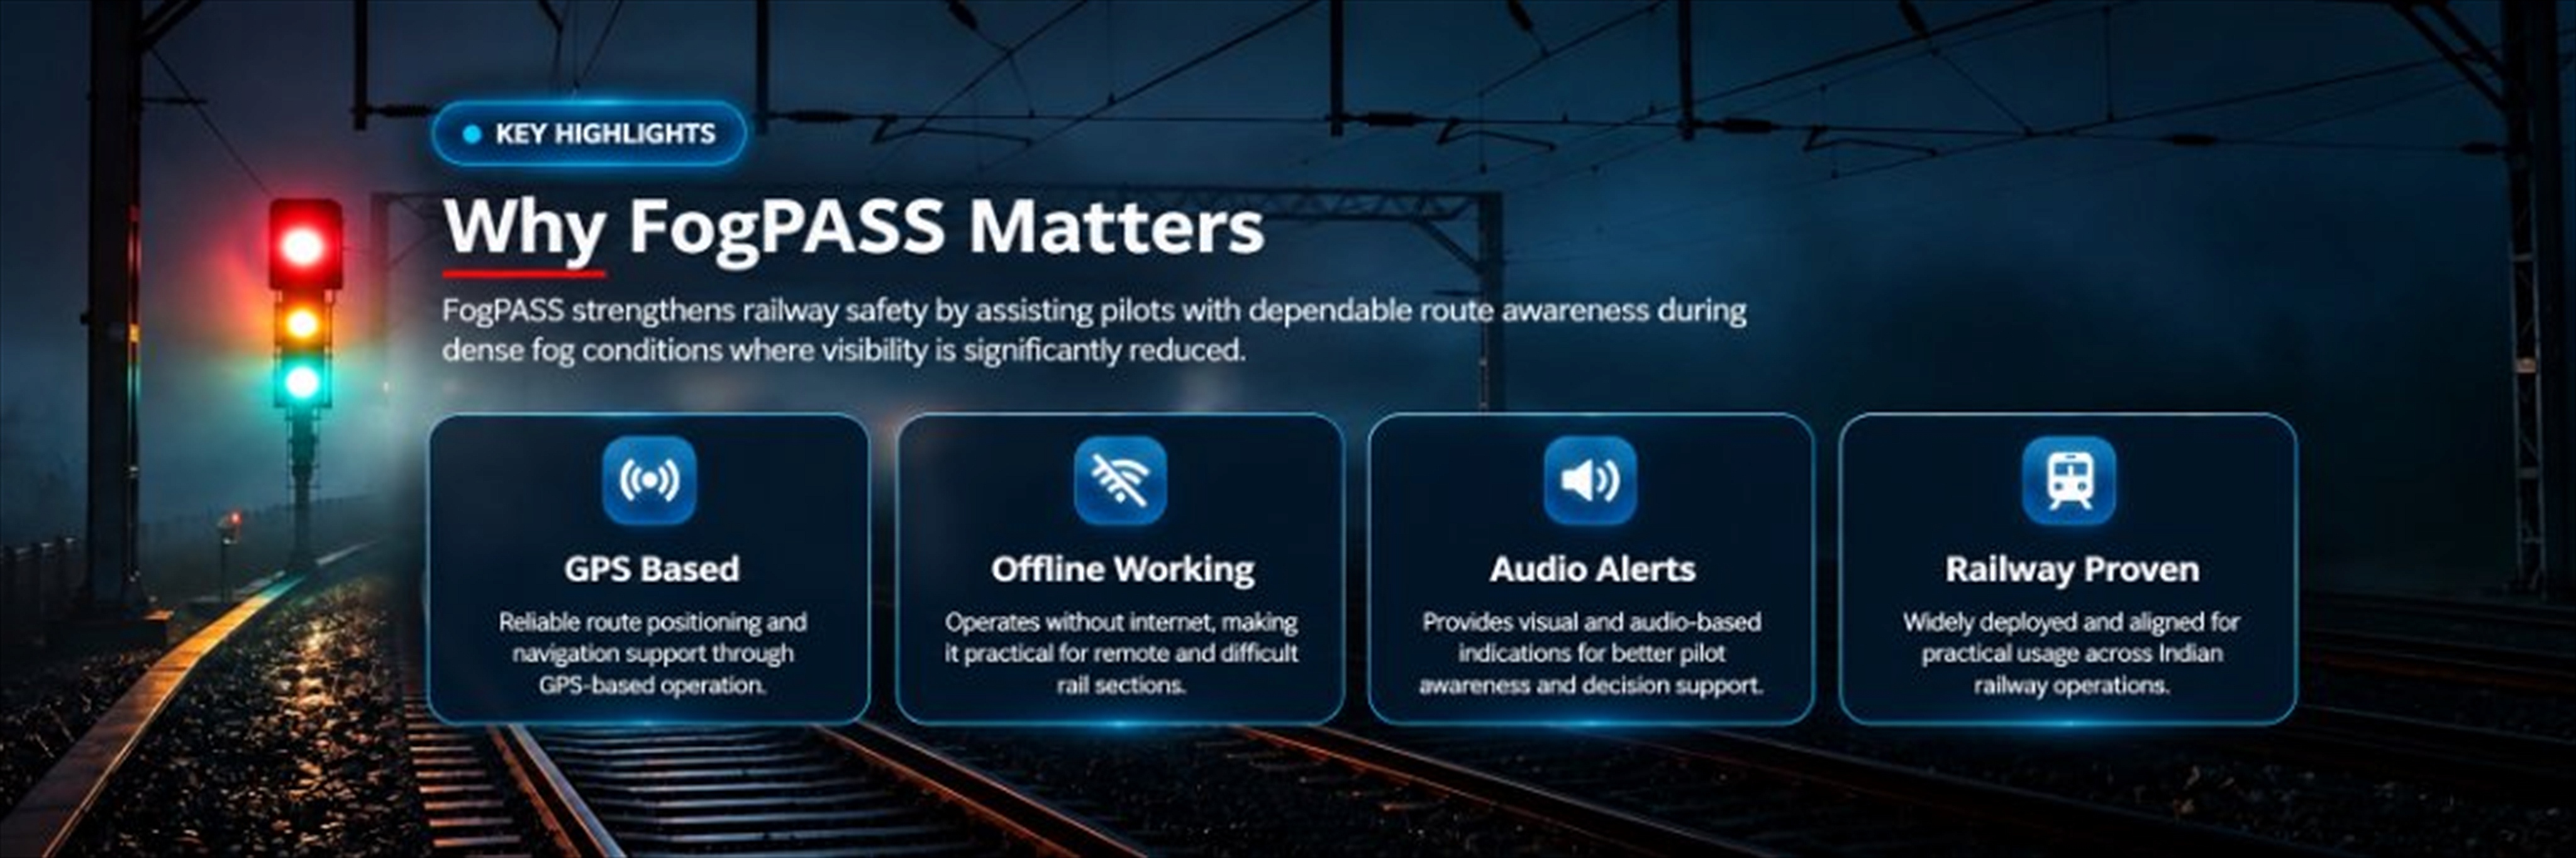 KEY HIGHLIGHTS
Why FogPASS Matters
FogPASS strengthens railway safety by assisting pilots with dependable route awareness during
dense fog conditions where visibility is significantly reduced.
GPS Based
Reliable route positioning and
navigation support through
GPS-based operation.
Offline Working
Operates without internet, making
it practical for remote and difficult
rail sections.
Audio Alerts
Provides visual and audio-based
indications for better pilot
awareness and decision support.
Railway Proven
Widely deployed and aligned for
practical usage across Indian
railway operations.